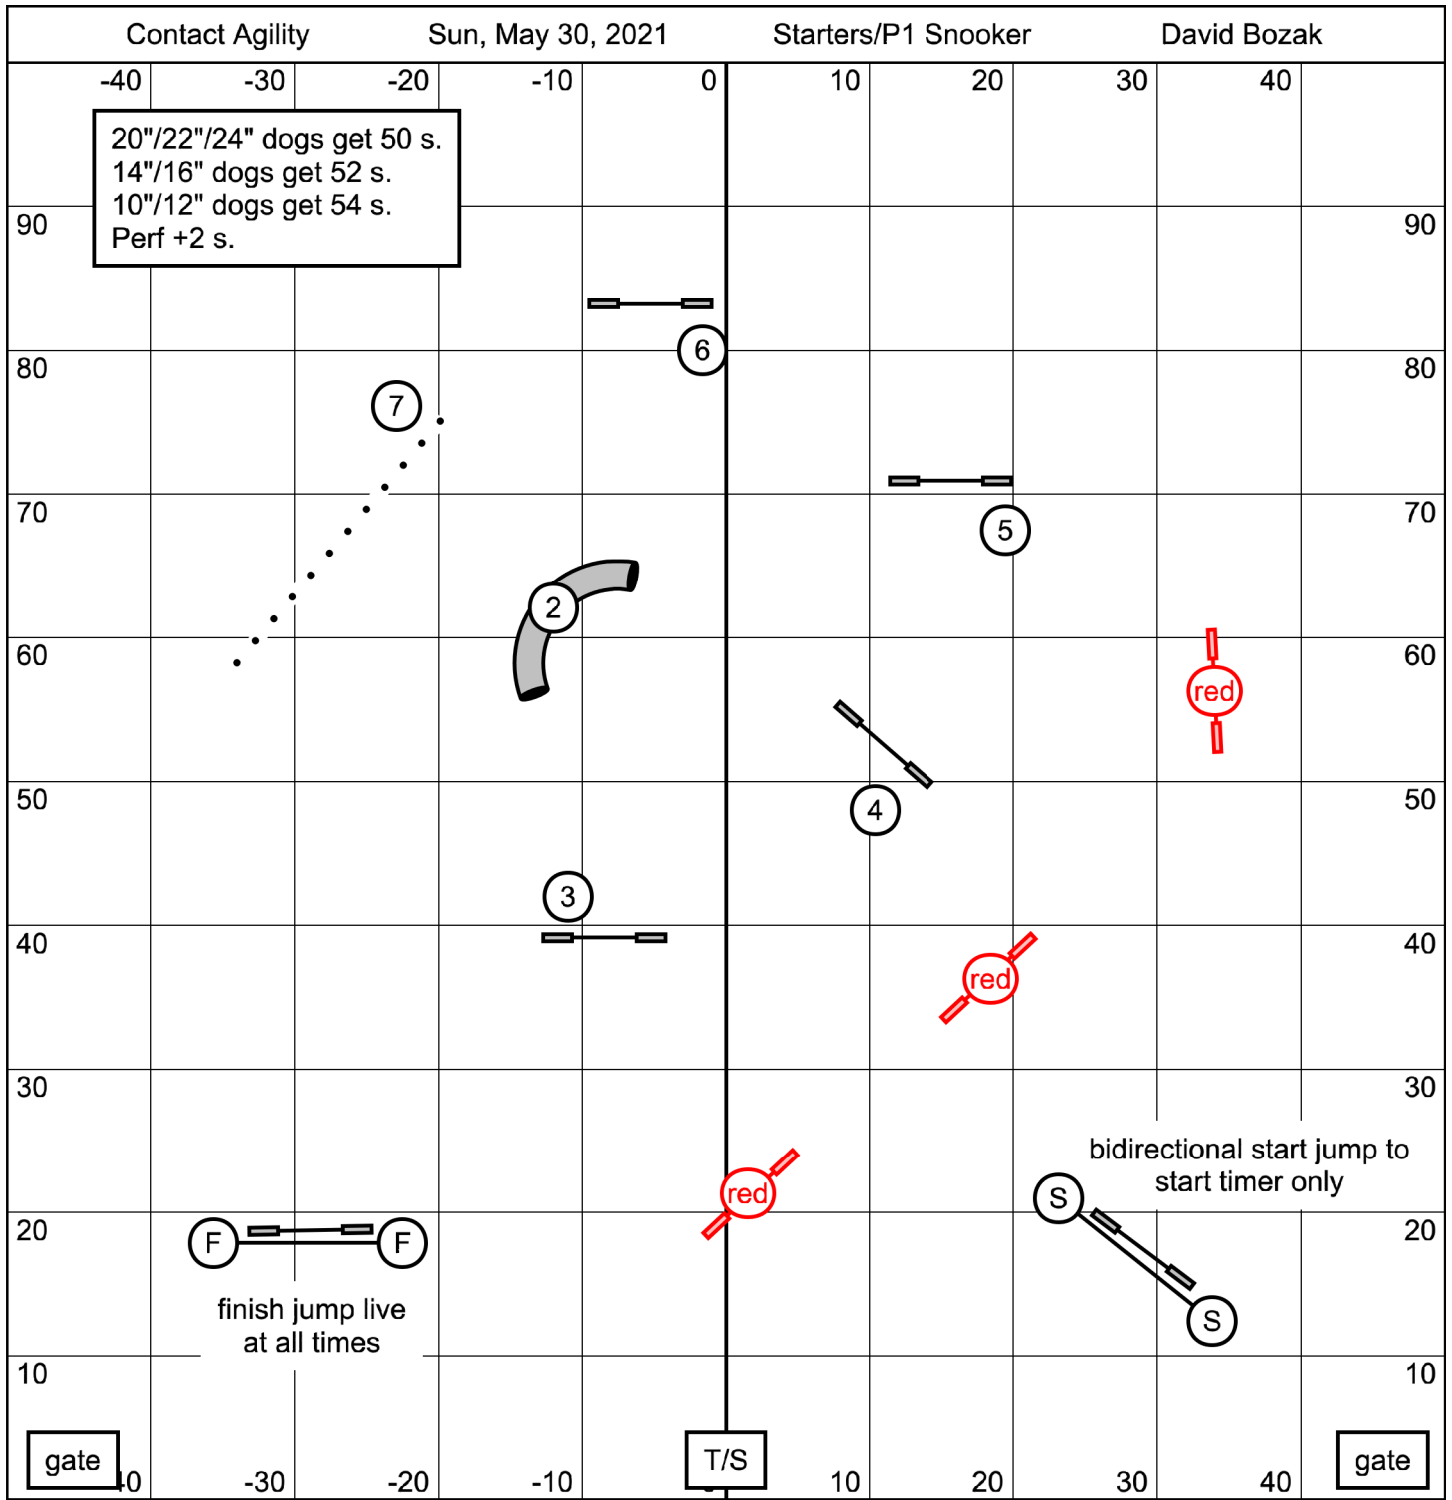 Contact Agility Sun, May 30, 2021 Starters/P1 Snooker David Bozak
-40 -30 -20 -10 0 10 20 30 40
20"/22"/24" dogs get 50 s.
14"/16" dogs get 52 s.
10"/12" dogs get 54 s.
Perf +2 s.
90 90
6
80 80
7
70 70
5
2
60 60
red
50 50
4
3
40 40
red
30 30
bidirectional start jump to
start timer only
red
S
20 20
F F
finish jump live
at all times
S
10 10
gate T/S gate
40 -30 -20 -10 10 20 30 40